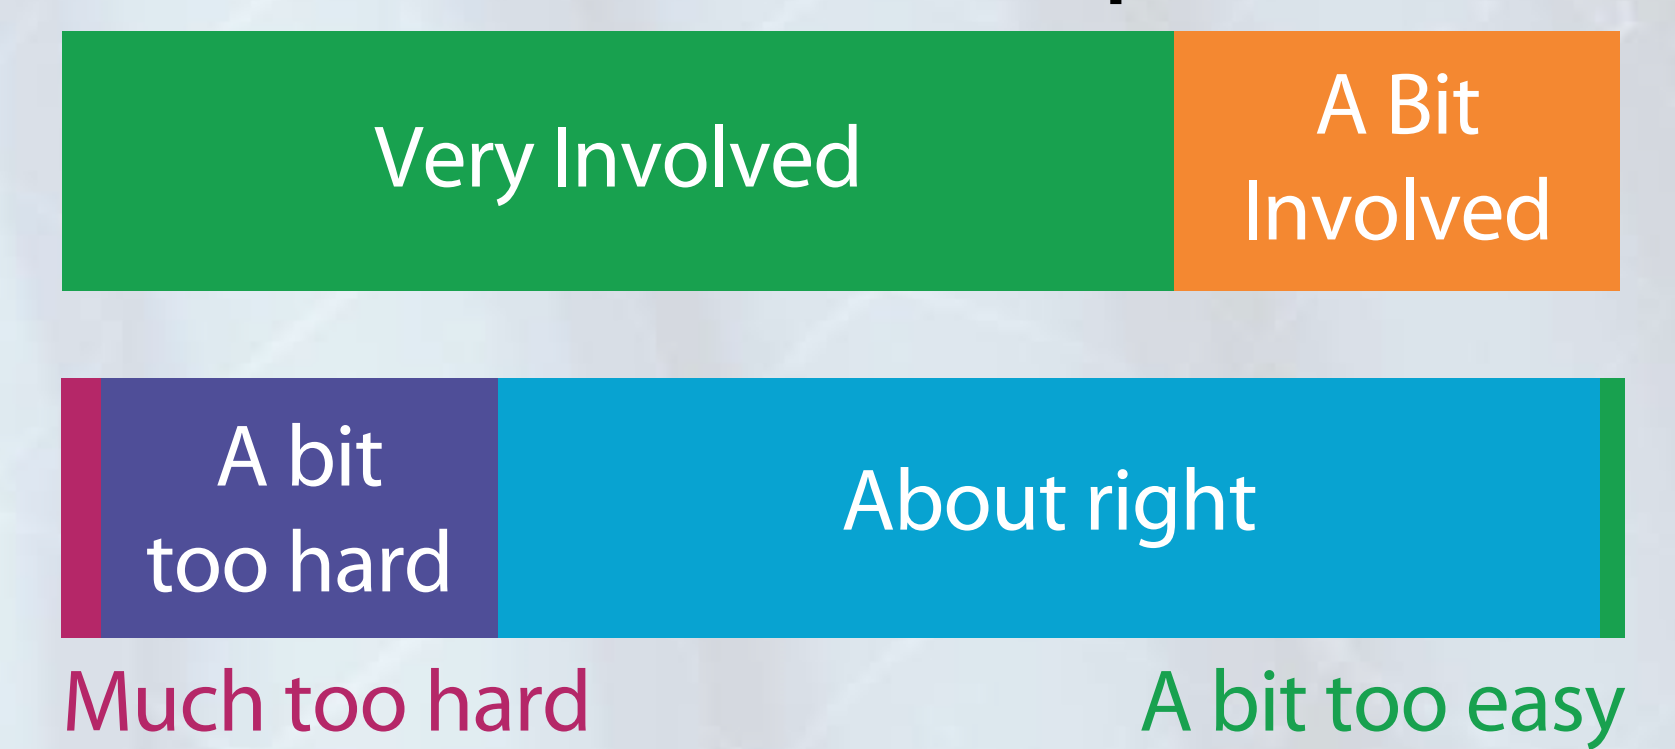 Very Involved
A Bit
Involved
A bit
too hard
About right
Much too hard
A bit too easy